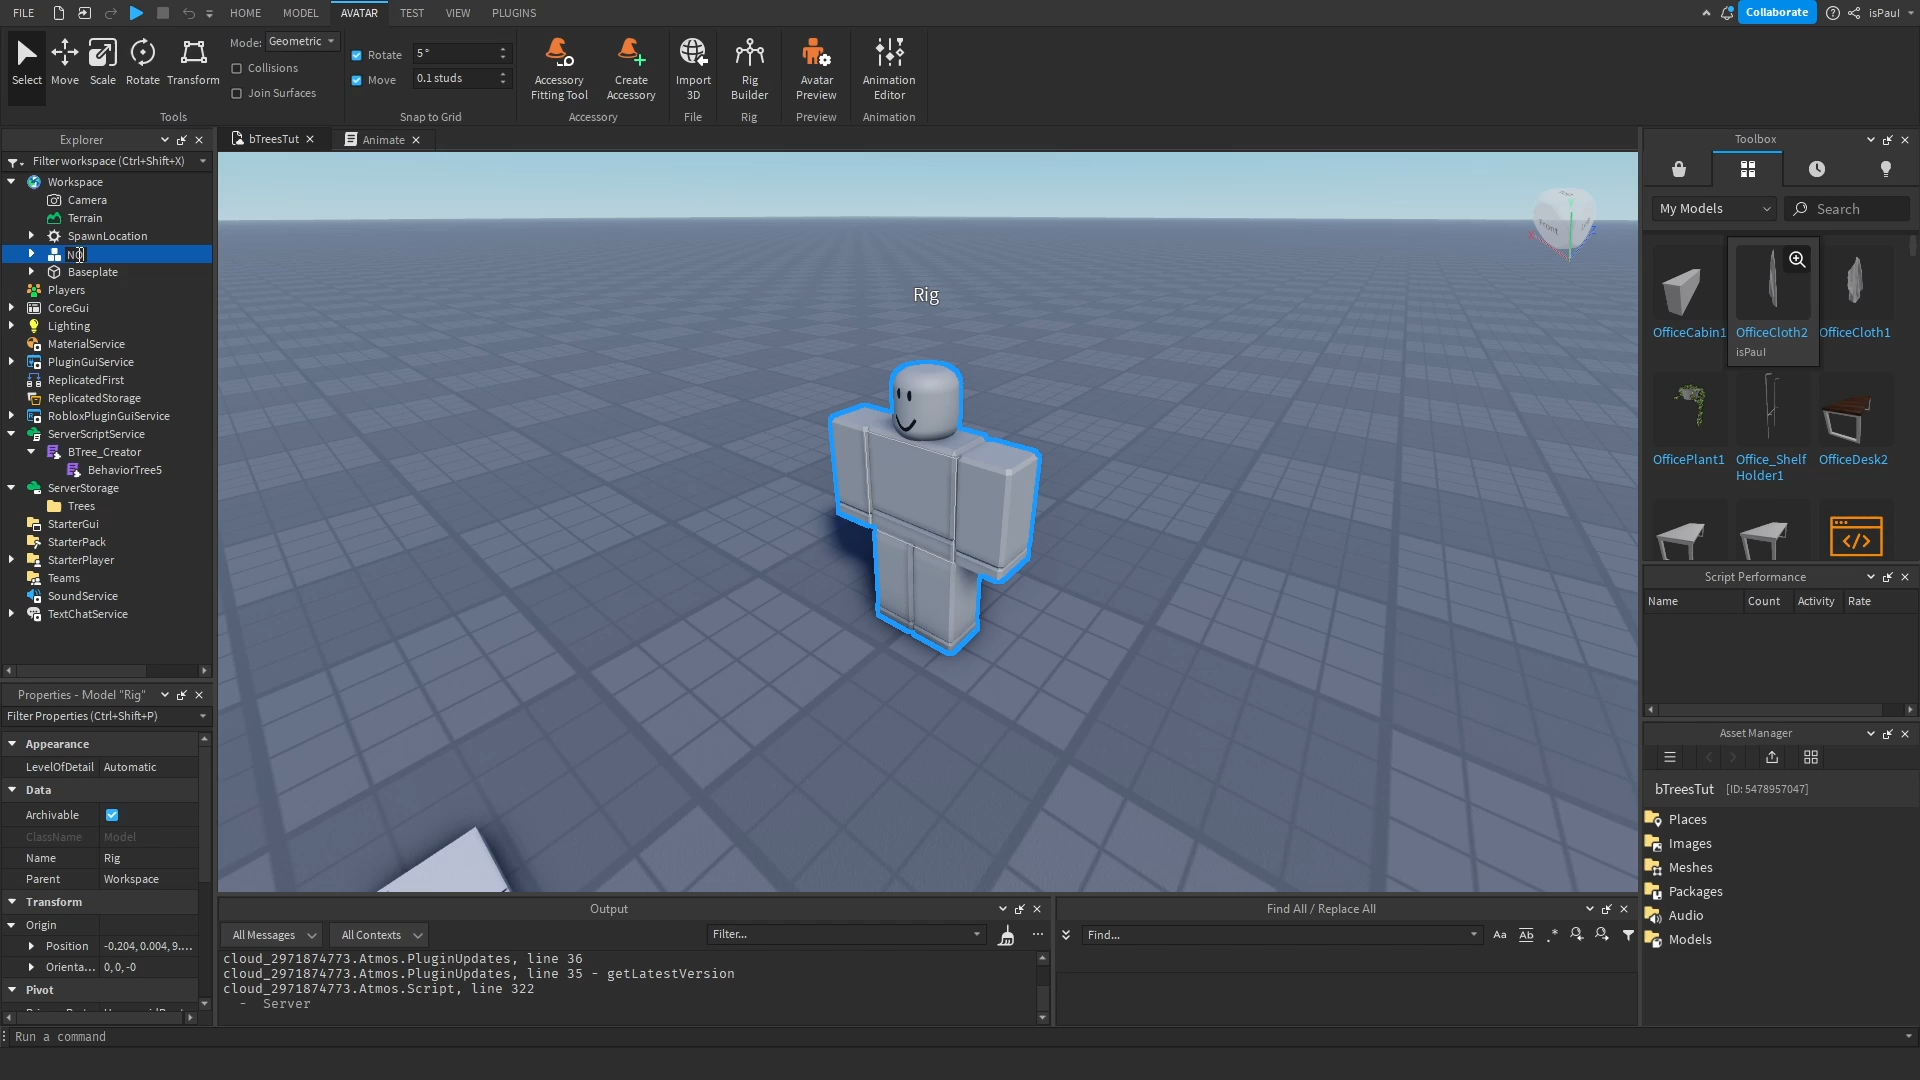 FILE
HOME
MODEL
AVATAR
TEST
VIEW
PLUGINS
Collaborate
isPaul
Select
Move
Scale
Rotate
Transform
Mode:
Geometric
Collisions
Join Surfaces
Tools
Rotate
5 °
Move
0.1 studs
Snap to Grid
Accessory
Fitting Tool
Create
Accessory
Accessory
Import
3D
File
Rig
Builder
Rig
Avatar
Preview
Preview
Animation
Editor
Animation
Explorer
Filter workspace (Ctrl+Shift+X)
Workspace
Camera
Terrain
SpawnLocation
Baseplate
Players
CoreGui
Lighting
MaterialService
PluginGuiService
ReplicatedFirst
ReplicatedStorage
RobloxPluginGuiService
ServerScriptService
BTree_Creator
BehaviorTree5
ServerStorage
Trees
StarterGui
StarterPack
StarterPlayer
Teams
SoundService
TextChatService
Properties - Model "Rig"
Filter Properties (Ctrl+Shift+P)
Appearance
LevelOfDetail Automatic
Data
Archivable
ClassName Model
Name Rig
Parent Workspace
Transform
Origin
Position -0.204, 0.004, 9....
Orienta... 0, 0, -0
Pivot
bTreesTut
Animate
Rig
Front
Output
All Messages
All Contexts
Filter...
cloud_2971874773.Atmos.PluginUpdates, line 36
cloud_2971874773.Atmos.PluginUpdates, line 35 - getLatestVersion
cloud_2971874773.Atmos.Script, line 322
- Server
Find All / Replace All
Find...
Aa
Ab
.*
Toolbox
My Models
Search
OfficeCabin1
OfficeCloth2
isPaul
OfficeCloth1
OfficePlant1
Office_Shelf
Holder1
OfficeDesk2
Script Performance
Name Count Activity Rate
Asset Manager
bTreesTut [ID: 5478957047]
Places
Images
Meshes
Packages
Audio
Models
Run a command